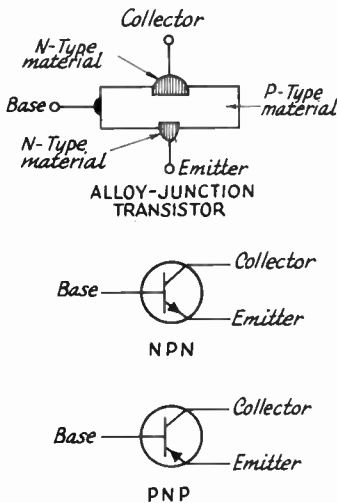 Collector
N-Type
material
Base
P-Type
material
N-Type
material
Emitter
ALLOY-JUNCTION
TRANSISTOR
Collector
Base
Emitter
NPN
Collector
Base
Emitter
PNP